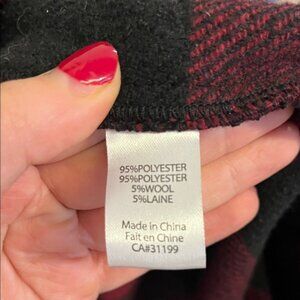 95%POLYESTER
95%POLYESTER
5%WOOL
5%LAINE
Made in China
Fait en Chine
CA#31199